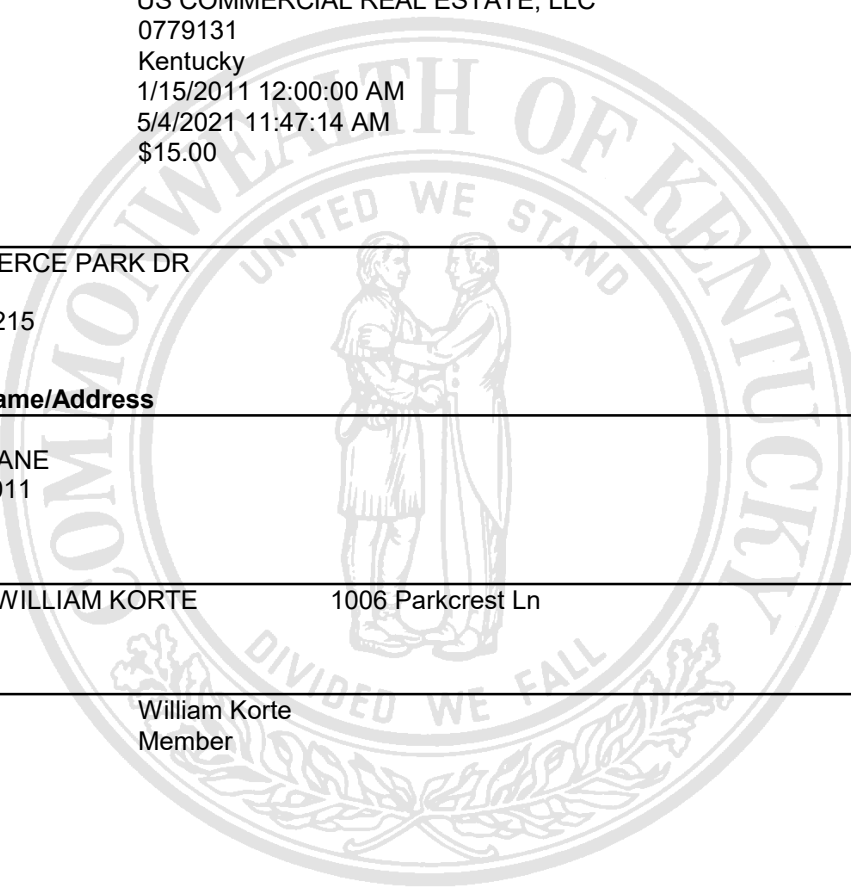 US COMMERCIAL REAL ESTATE, LLC
0779131
Kentucky
1/15/2011 12:00:00 AM
5/4/2021 11:47:14 AM
$15.00
ERCE PARK DR
215
ame/Address
ANE
011
WILLIAM KORTE 1006 Parkcrest Ln
William Korte
Member
COMMONWEALTH OF KENTUCKY
UNITED WE STAND
DIVIDED WE FALL